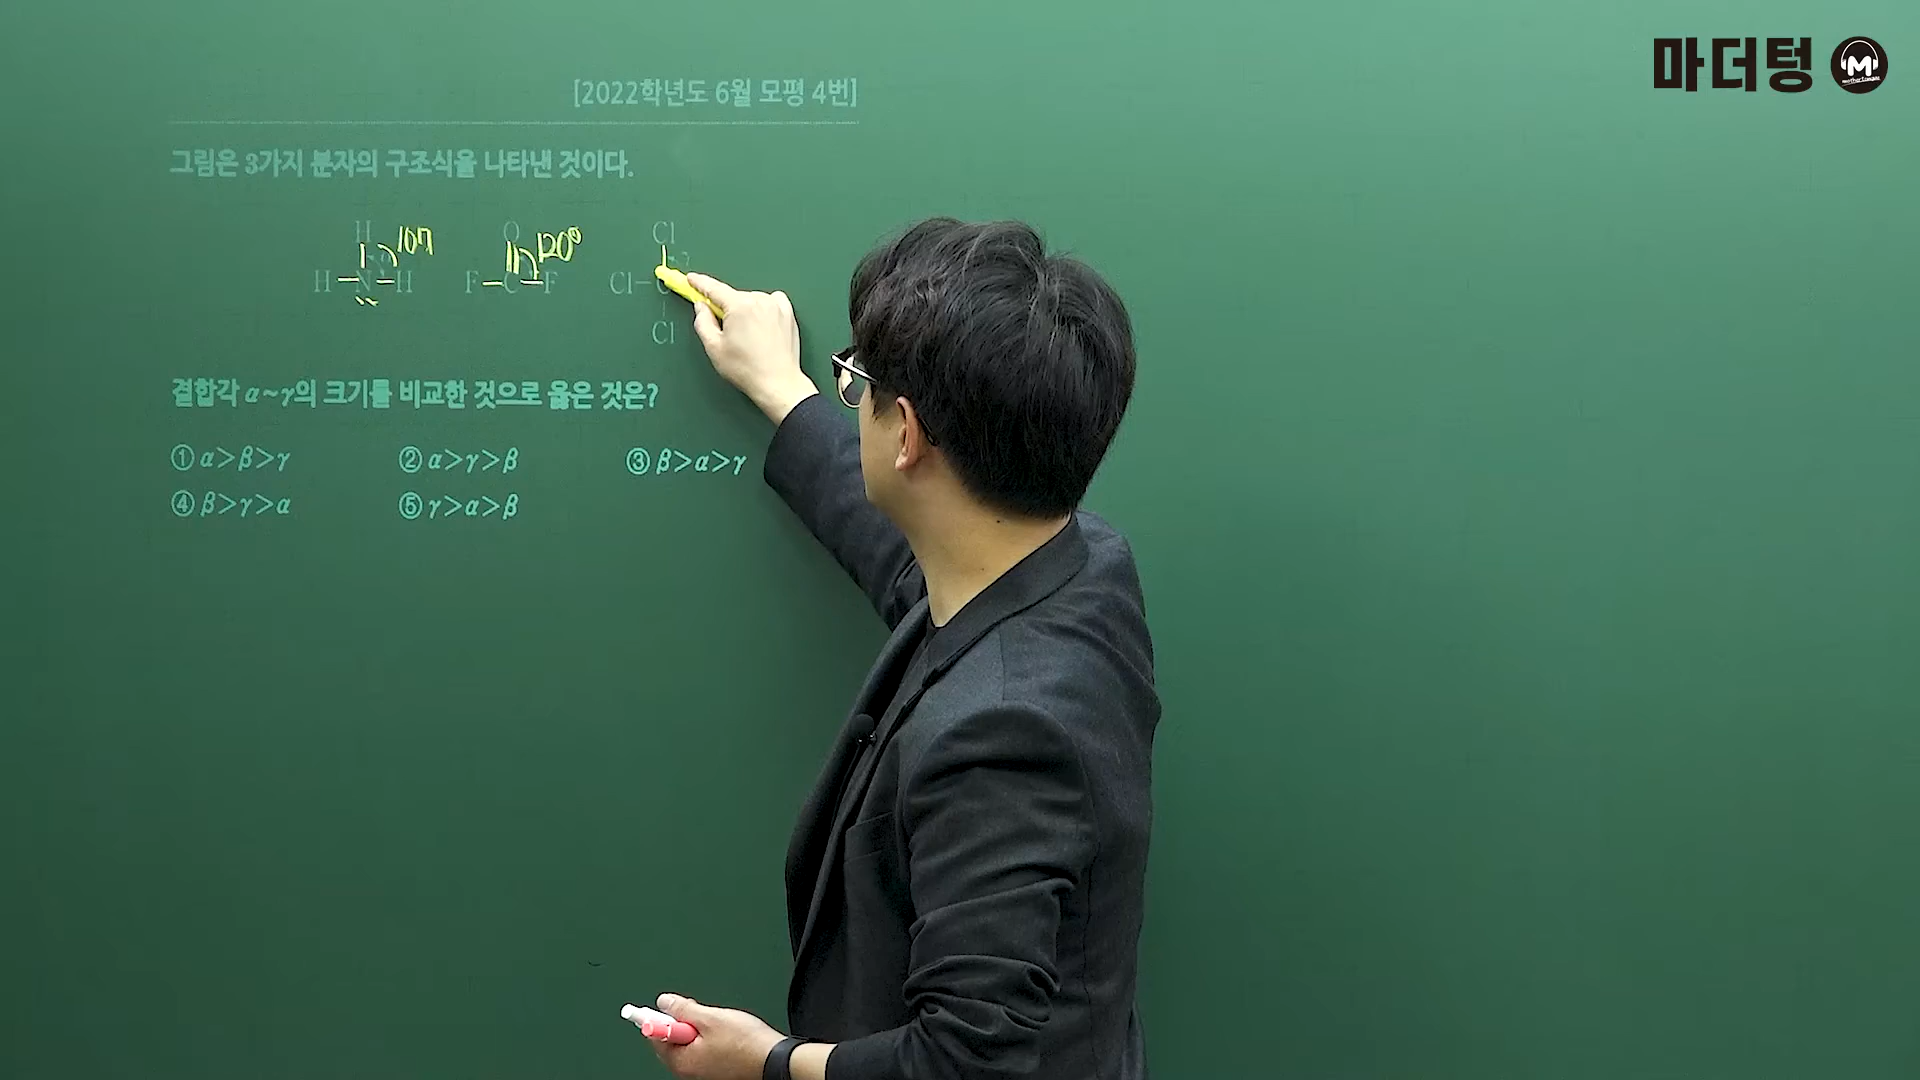 마더텅 M
[2022학년도 6월 모평 4번]
그림은 3가지 분자의 구조식을 나타낸 것이다.
H O Cl
107 120°
H N H F C F Cl C
Cl
결합각 α~γ의 크기를 비교한 것으로 옳은 것은?
① α>β>γ ② α>γ>β ③ β>α>γ
④ β>γ>α ⑤ γ>α>β